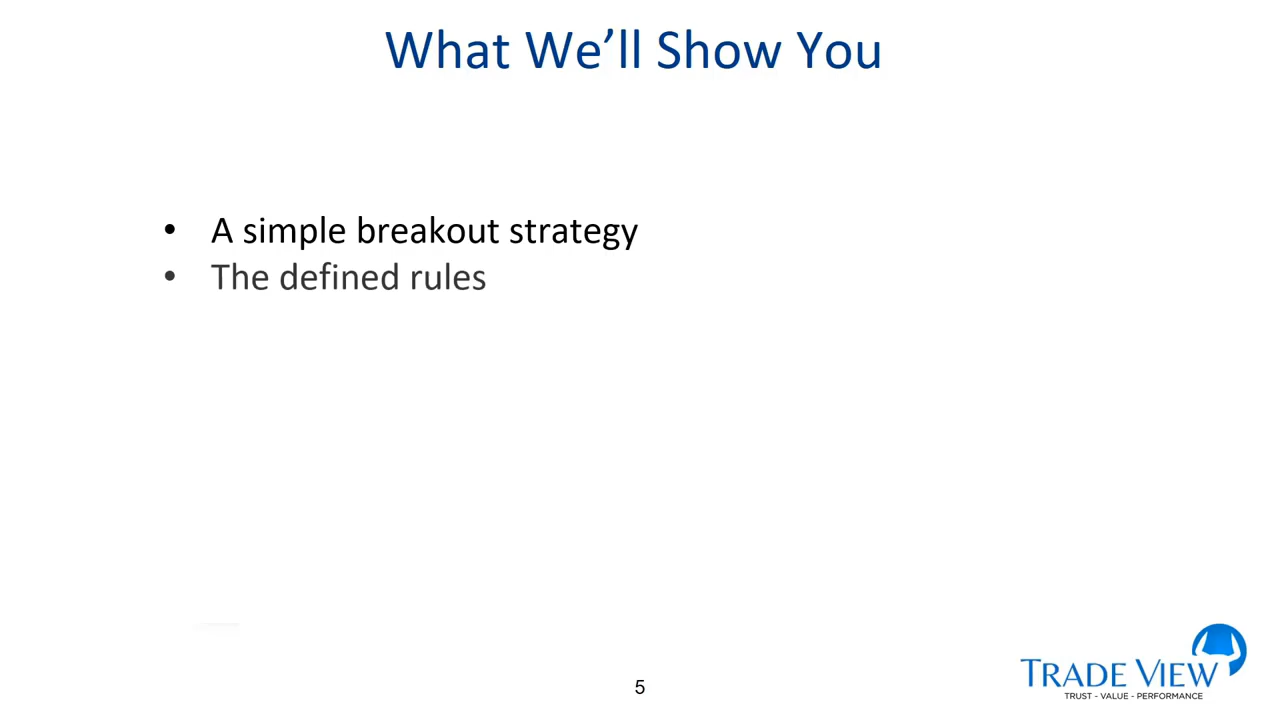 What We’ll Show You
• A simple breakout strategy
• The defined rules
5
TRADE VIEW
TRUST - VALUE - PERFORMANCE